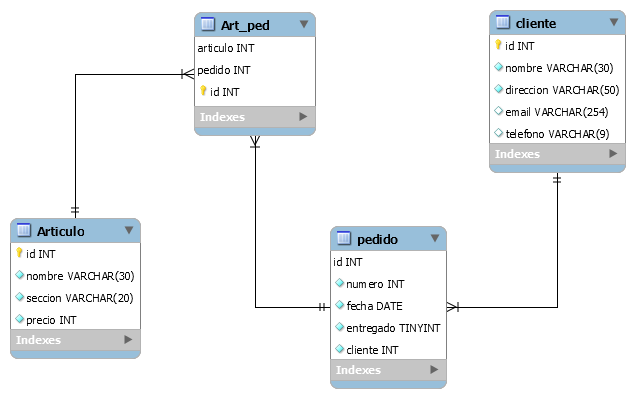 Art_ped
articulo INT
pedido INT
id INT
Indexes
cliente
id INT
nombre VARCHAR(30)
direccion VARCHAR(50)
email VARCHAR(254)
telefono VARCHAR(9)
Indexes
Articulo
id INT
nombre VARCHAR(30)
seccion VARCHAR(20)
precio INT
Indexes
pedido
id INT
numero INT
fecha DATE
entregado TINYINT
cliente INT
Indexes